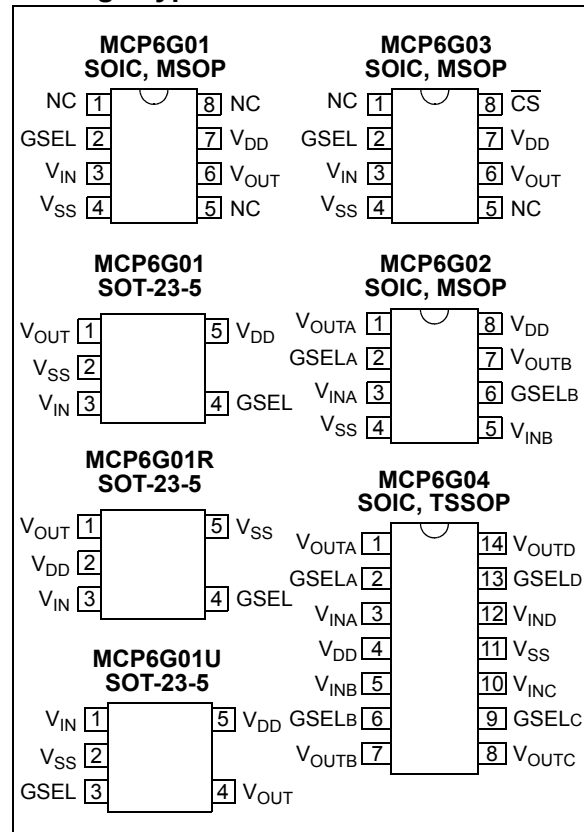 MCP6G01
SOIC, MSOP
NC 1 8 NC
GSEL 2 7 VDD
VIN 3 6 VOUT
VSS 4 5 NC
MCP6G03
SOIC, MSOP
NC 1 8 CS
GSEL 2 7 VDD
VIN 3 6 VOUT
VSS 4 5 NC
MCP6G01
SOT-23-5
VOUT 1 5 VDD
VSS 2
VIN 3 4 GSEL
MCP6G02
SOIC, MSOP
VOUTA 1 8 VDD
GSELA 2 7 VOUTB
VINA 3 6 GSELB
VSS 4 5 VINB
MCP6G01R
SOT-23-5
VOUT 1 5 VSS
VDD 2
VIN 3 4 GSEL
MCP6G04
SOIC, TSSOP
VOUTA 1 14 VOUTD
GSELA 2 13 GSELD
VINA 3 12 VIND
VDD 4 11 VSS
VINB 5 10 VINC
GSELB 6 9 GSELC
VOUTB 7 8 VOUTC
MCP6G01U
SOT-23-5
VIN 1 5 VDD
VSS 2
GSEL 3 4 VOUT